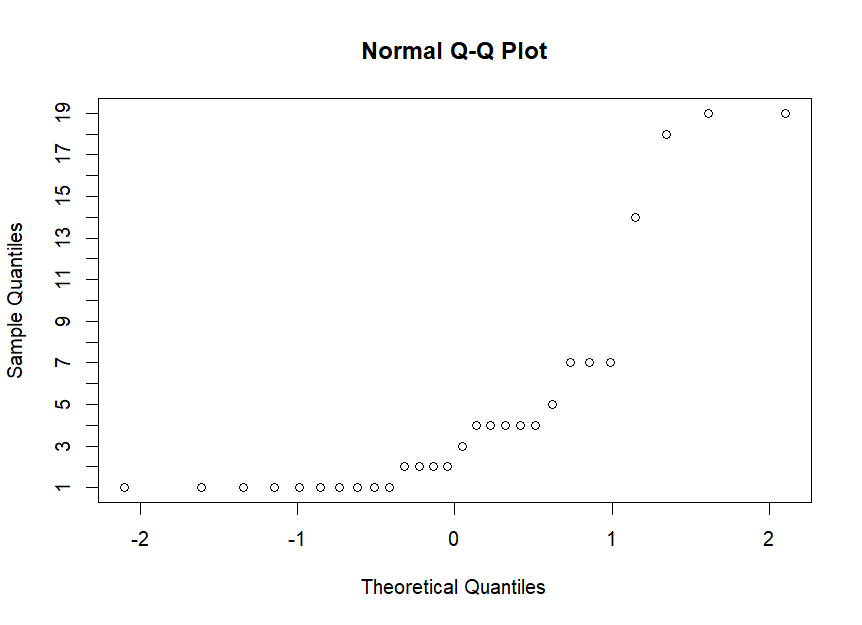 Normal Q-Q Plot
Sample Quantiles
19
17
15
13
11
9
7
5
3
1
-2 -1 0 1 2
Theoretical Quantiles